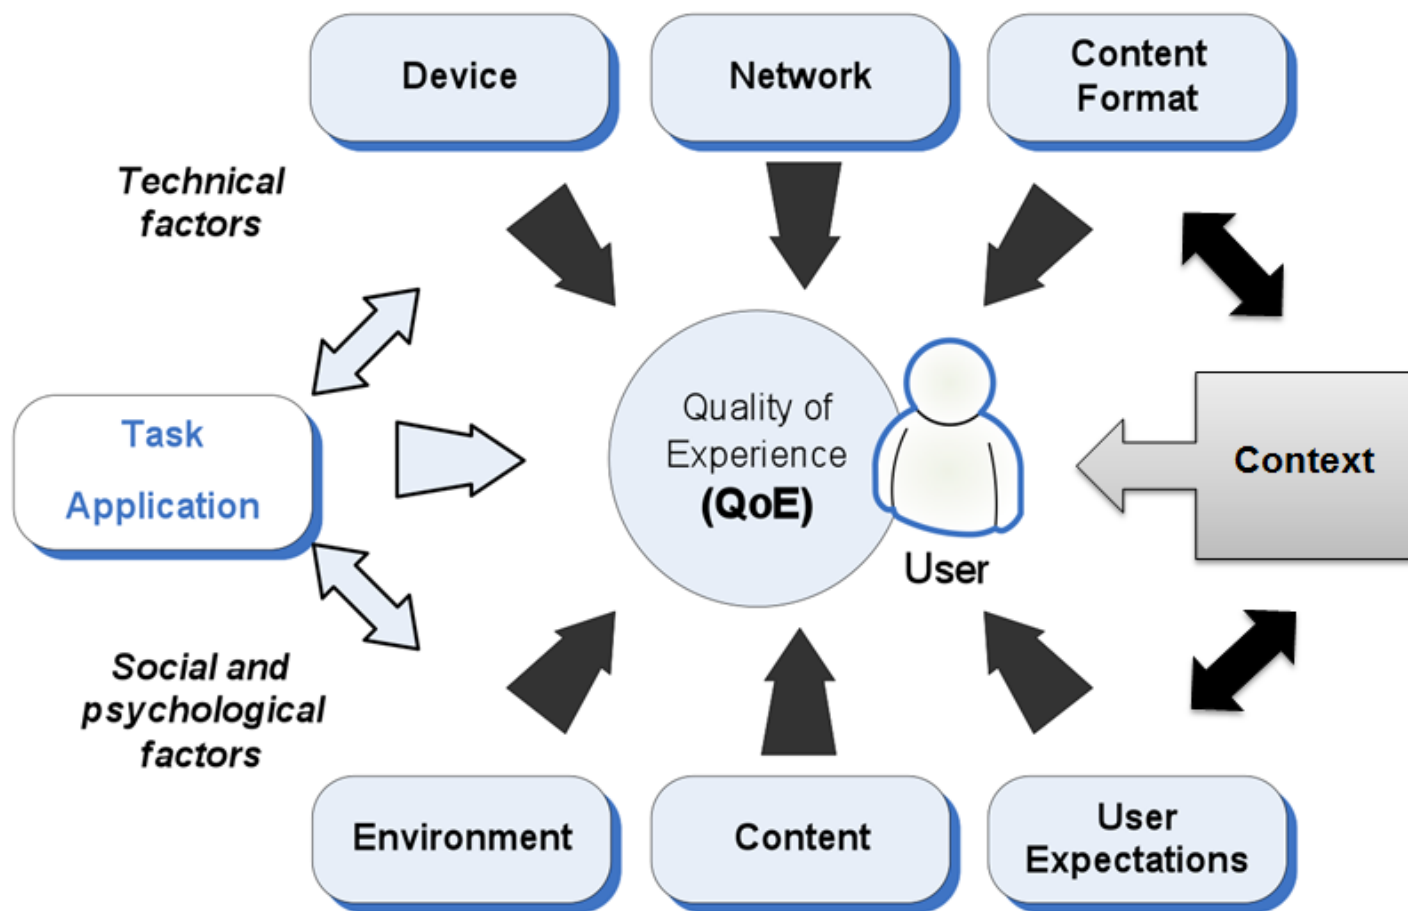 Device
Network
Content
Format
Technical
factors
Task
Application
Quality of
Experience
(QoE)
User
Context
Social and
psychological
factors
Environment
Content
User
Expectations